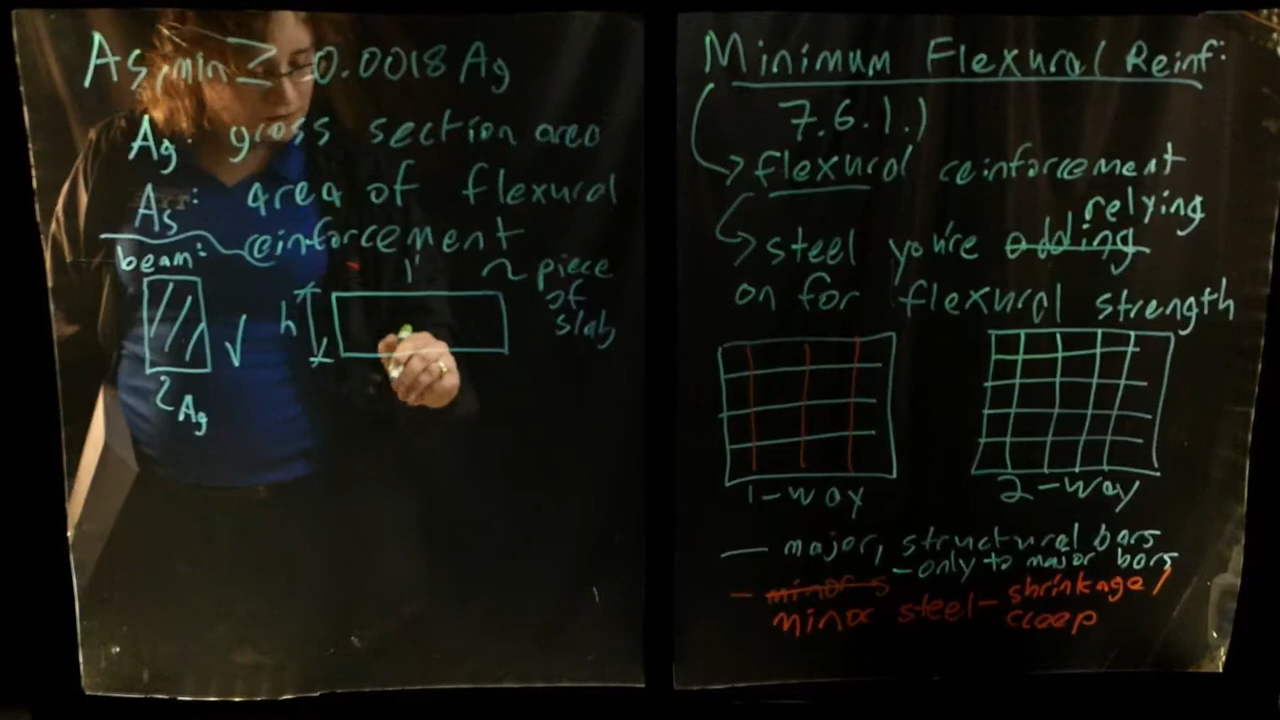 As,min ≥ 0.0018 Ag
Ag: gross section area
As: area of flexural
reinforcement
beam:
1'
~ piece
of
slab
h
✓
Ag
Minimum Flexural Reinf:
7.6.1.)
flexural reinforcement
relying
steel you're adding
on for flexural strength
1-way
2-way
— major, structural bars
- only to major bars
- minor s
minor steel - shrinkage/
creep